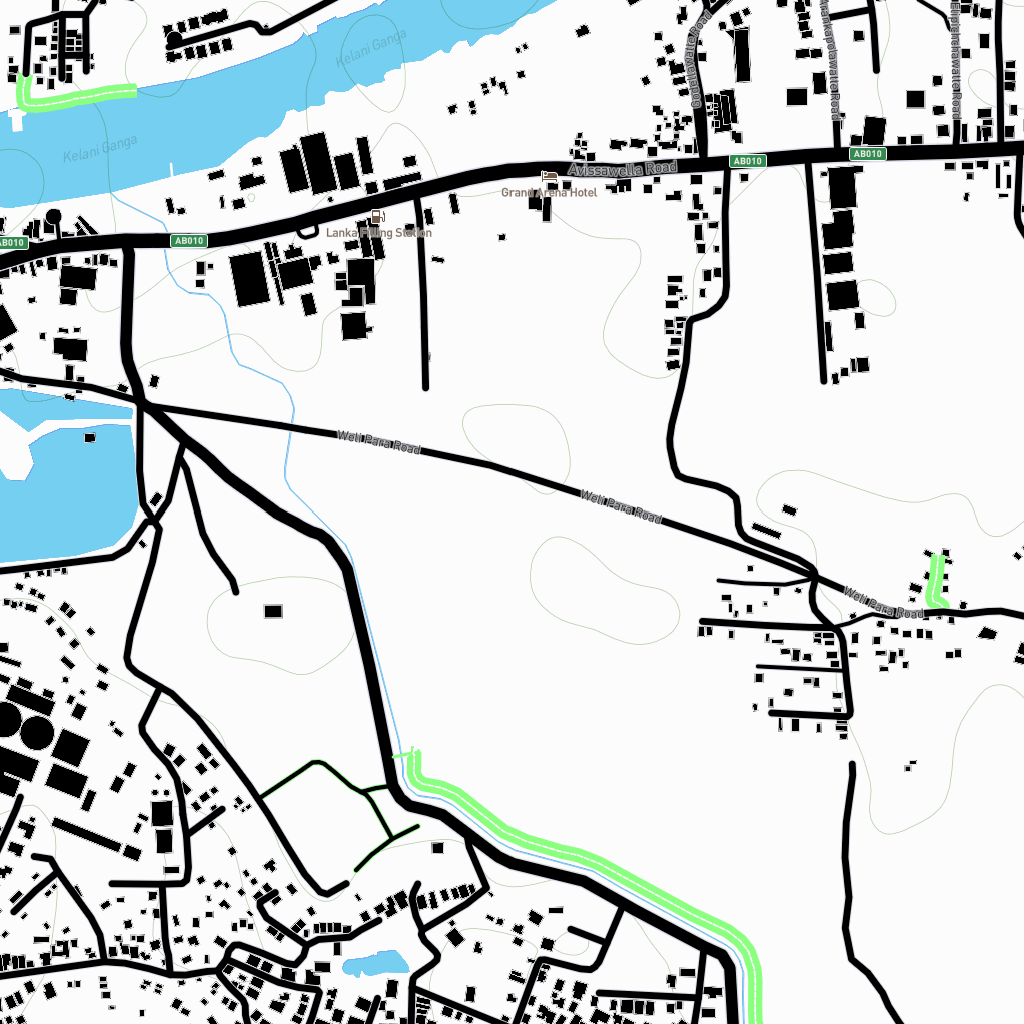 Kelani Ganga
Kelani Ganga
Avissawella Road
AB010
AB010
AB010
AB010
Grand Arena Hotel
Lanka Filling Station
Weli Para Road
Weli Para Road
Weli Para Road